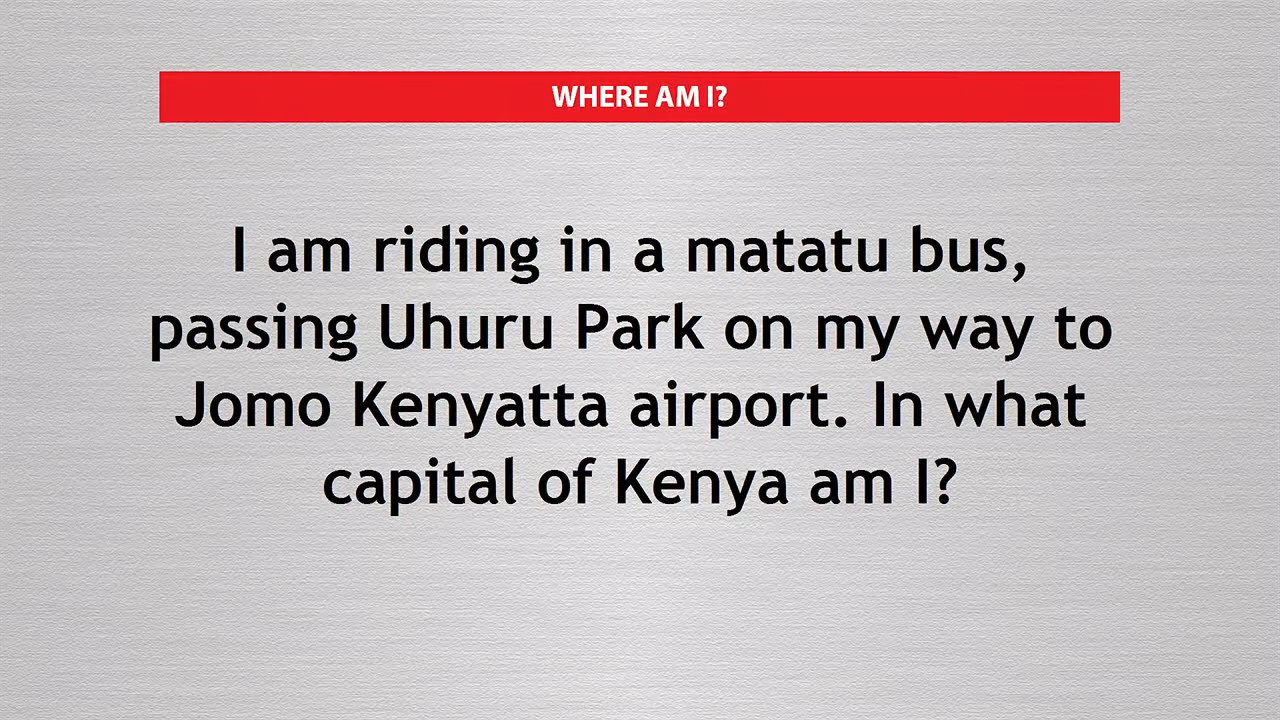 WHERE AM I?
I am riding in a matatu bus,
passing Uhuru Park on my way to
Jomo Kenyatta airport. In what
capital of Kenya am I?